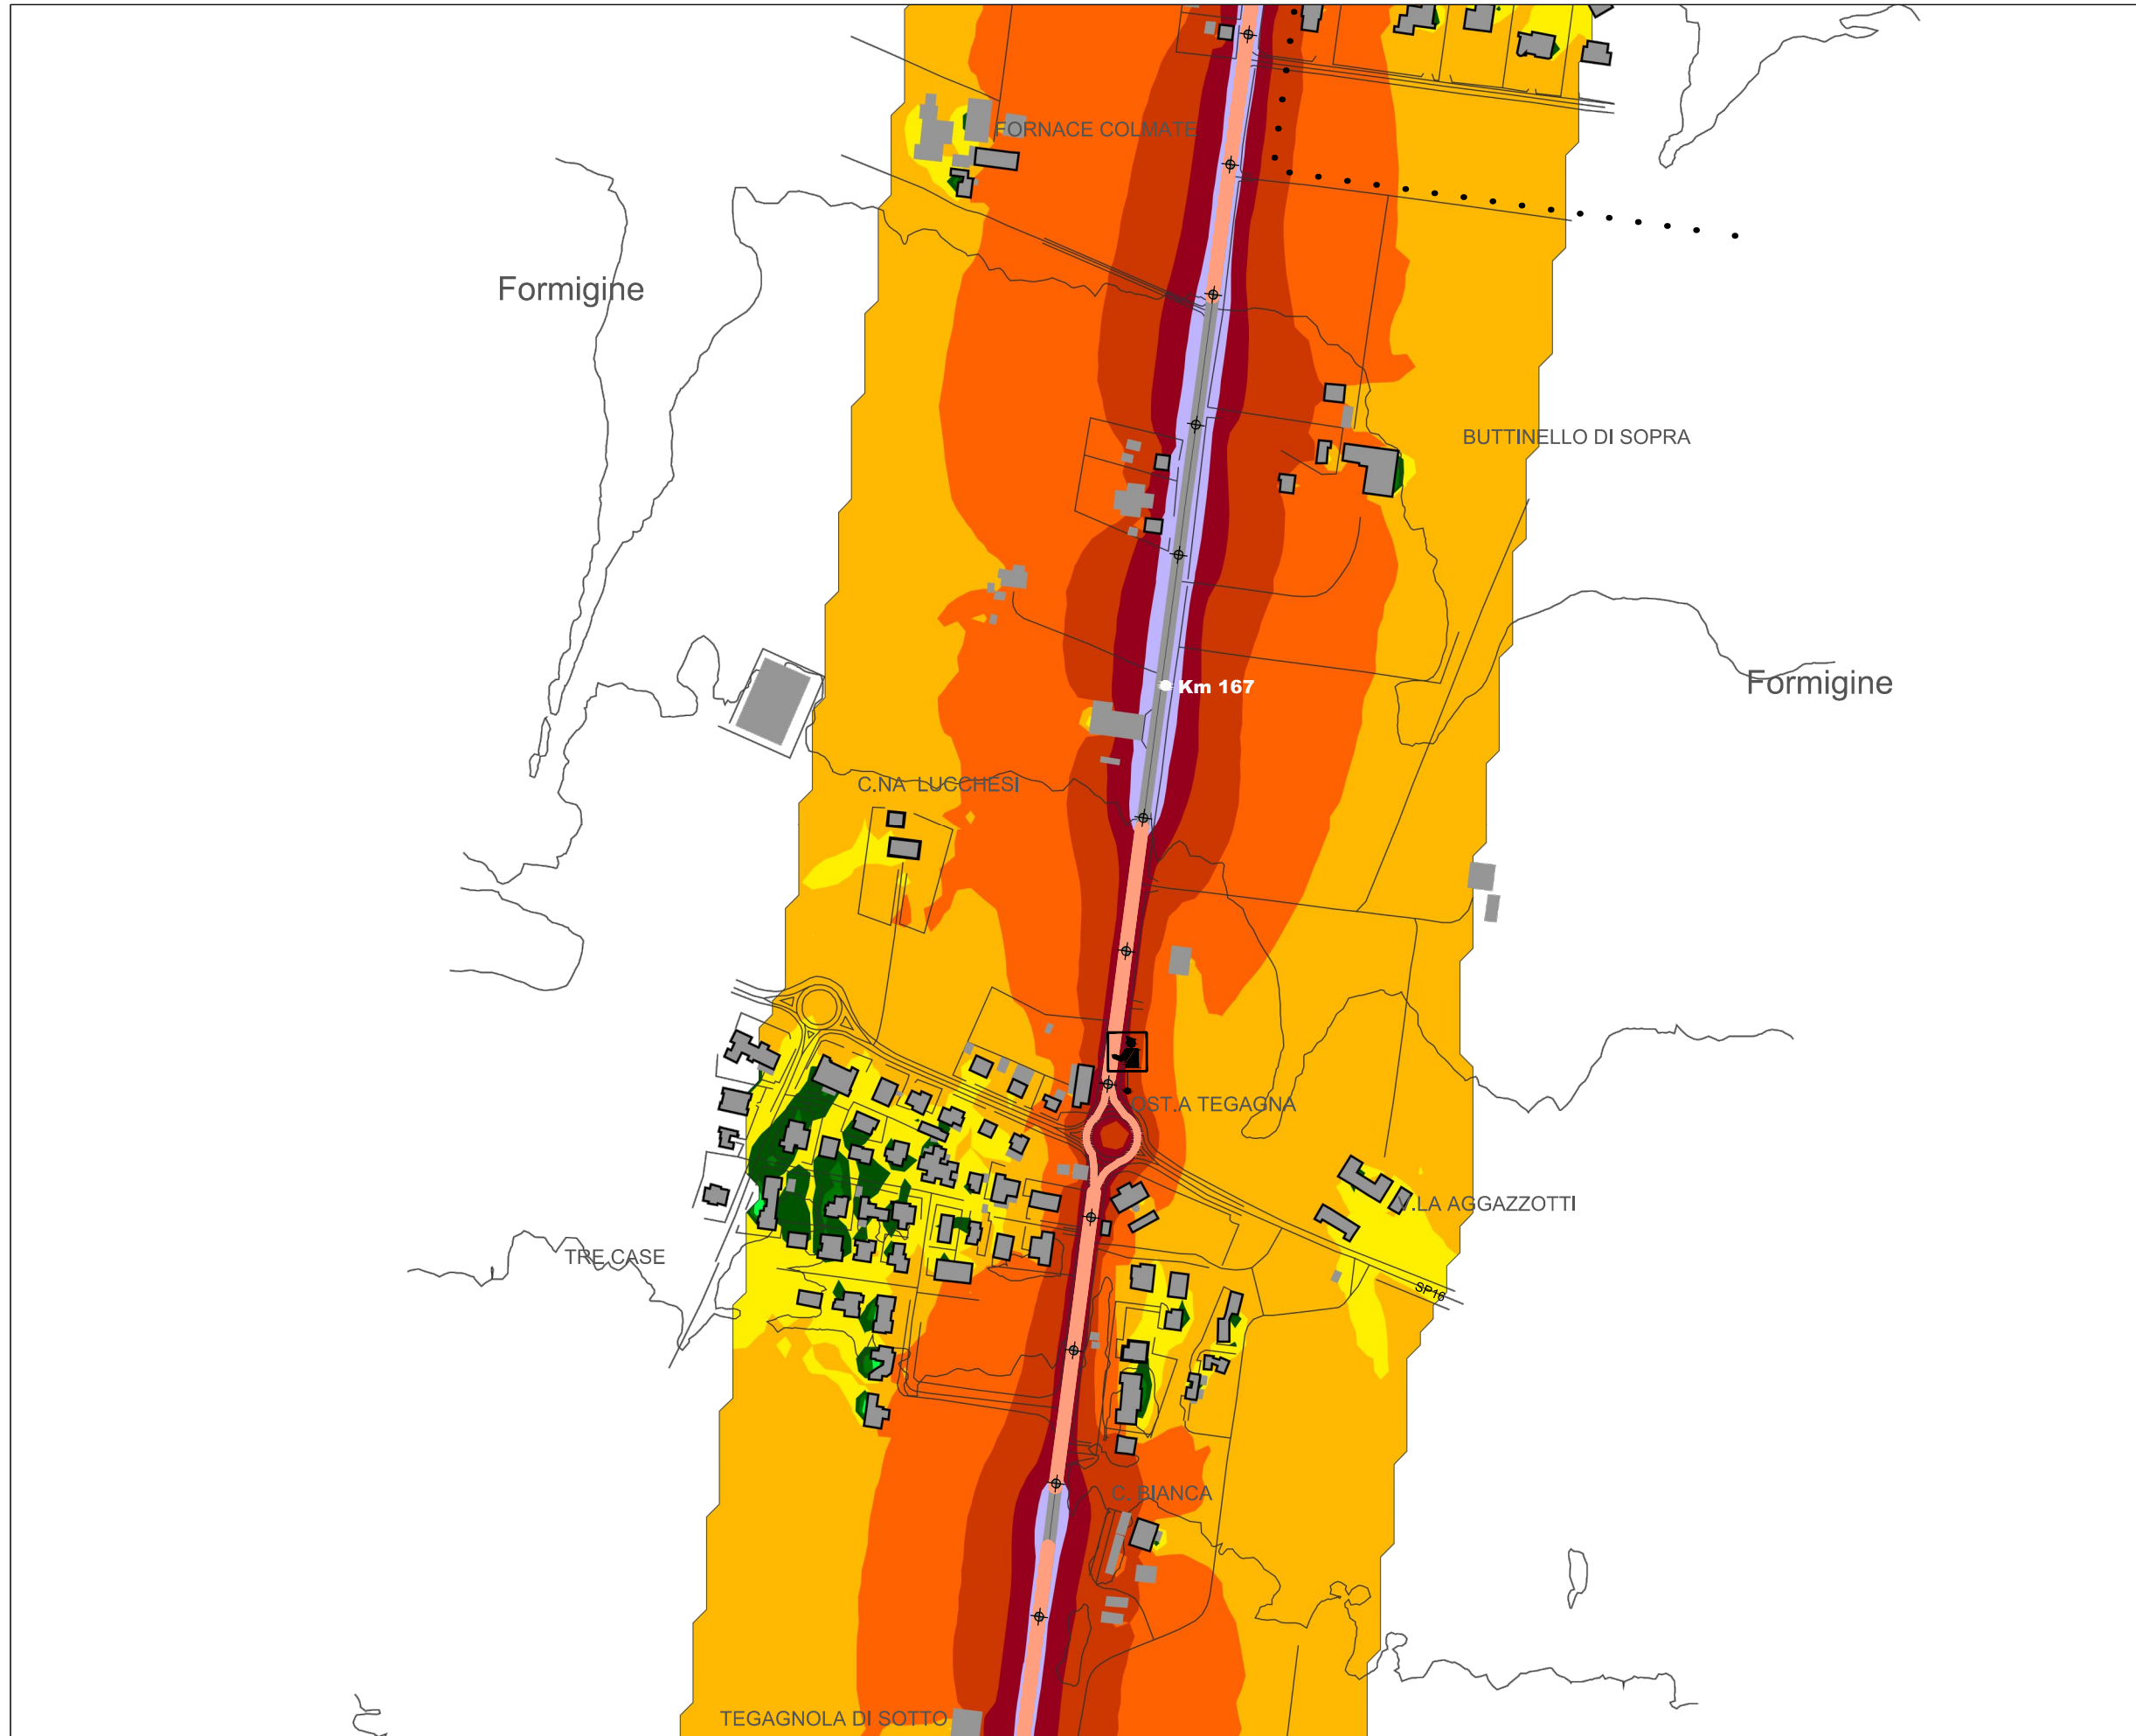 FORNACE COLMATE
Formigine
BUTTINELLO DI SOPRA
Formigine
Km 167
C.NA LUCCHESI
OST.A TEGAGNA
V.LA AGGAZZOTTI
TRE CASE
SP16
C. BIANCA
TEGAGNOLA DI SOTTO